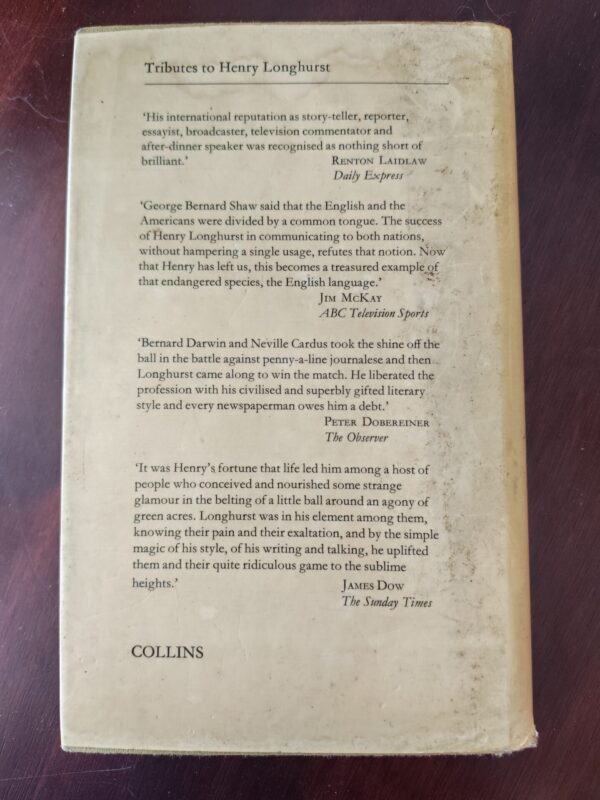 Tributes to Henry Longhurst
'His international reputation as story-teller, reporter,
essayist, broadcaster, television commentator and
after-dinner speaker was recognised as nothing short of
brilliant.' RENTON LAIDLAW
Daily Express
'George Bernard Shaw said that the English and the
Americans were divided by a common tongue. The success
of Henry Longhurst in communicating to both nations,
without hampering a single usage, refutes that notion. Now
that Henry has left us, this becomes a treasured example of
that endangered species, the English language.'
JIM MCKAY
ABC Television Sports
'Bernard Darwin and Neville Cardus took the shine off the
ball in the battle against penny-a-line journalese and then
Longhurst came along to win the match. He liberated the
profession with his civilised and superbly gifted literary
style and every newspaperman owes him a debt.'
PETER DOBEREINER
The Observer
'It was Henry's fortune that life led him among a host of
people who conceived and nourished some strange
glamour in the belting of a little ball around an agony of
green acres. Longhurst was in his element among them,
knowing their pain and their exaltation, and by the simple
magic of his style, of his writing and talking, he uplifted
them and their quite ridiculous game to the sublime
heights.' JAMES DOW
The Sunday Times
COLLINS